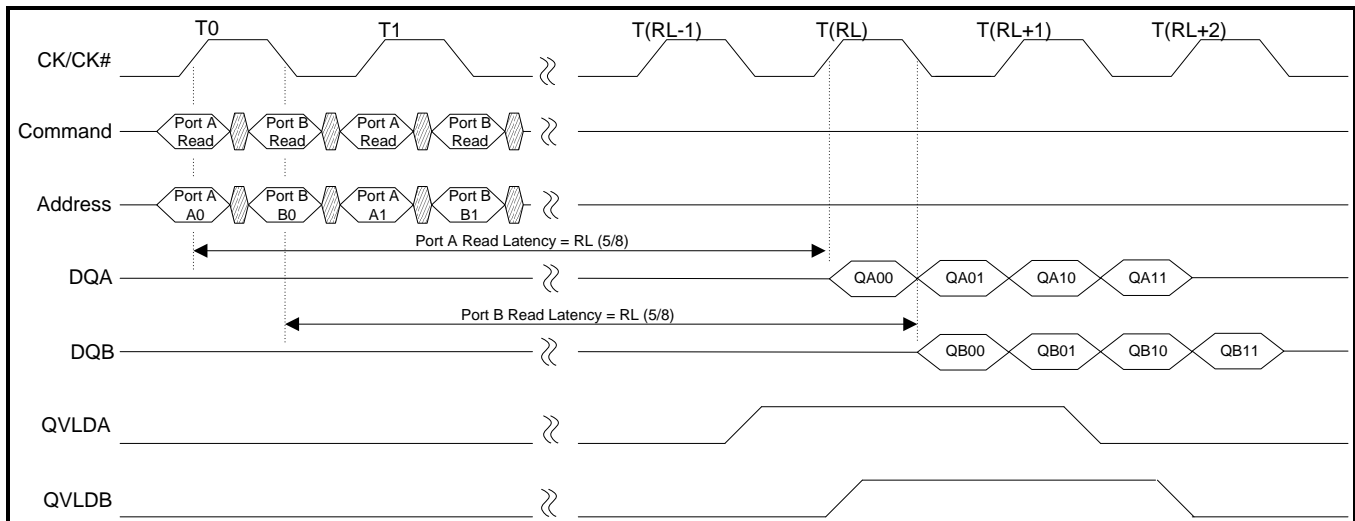 T0 T1 T(RL-1) T(RL) T(RL+1) T(RL+2)
CK/CK#
Command Port A Read Port B Read Port A Read Port B Read
Address Port A A0 Port B B0 Port A A1 Port B B1
Port A Read Latency = RL (5/8)
DQA QA00 QA01 QA10 QA11
Port B Read Latency = RL (5/8)
DQB QB00 QB01 QB10 QB11
QVLDA
QVLDB